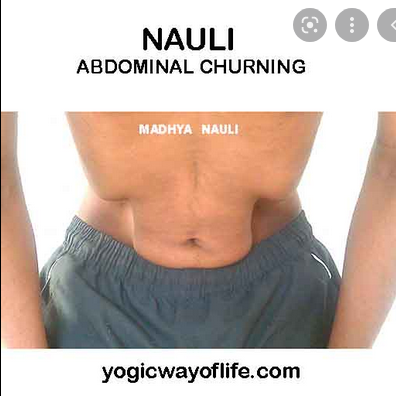 NAULI
ABDOMINAL CHURNING
MADHYA NAULI
yogicwayoflife.com